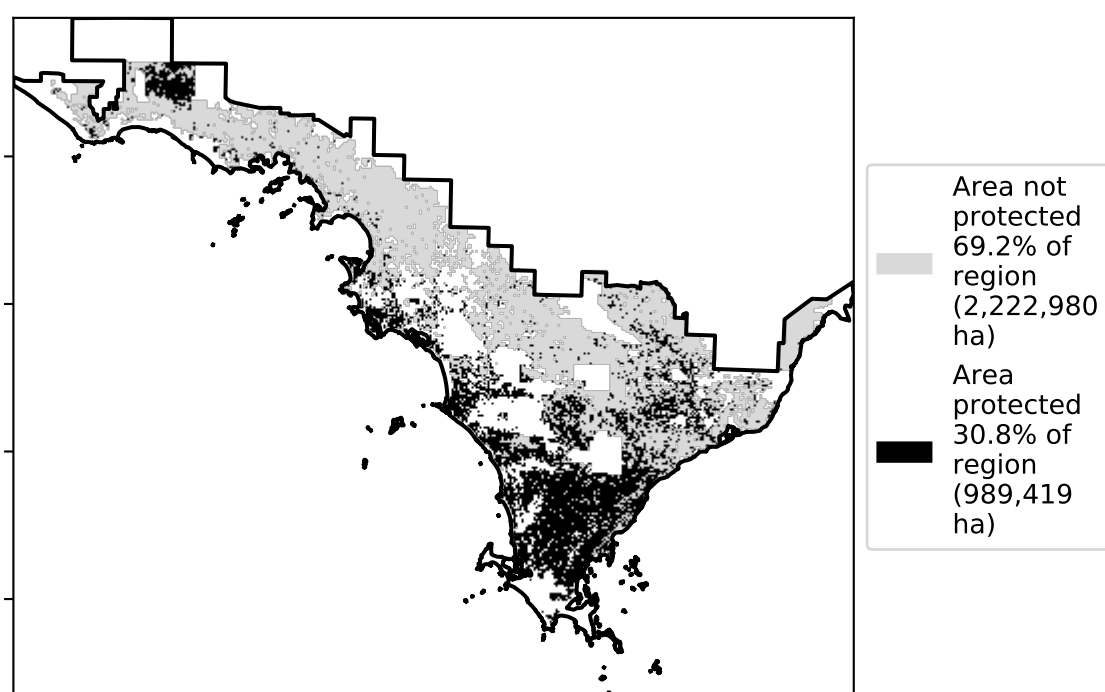 Area not
protected
69.2% of
region
(2,222,980
ha)
Area
protected
30.8% of
region
(989,419
ha)